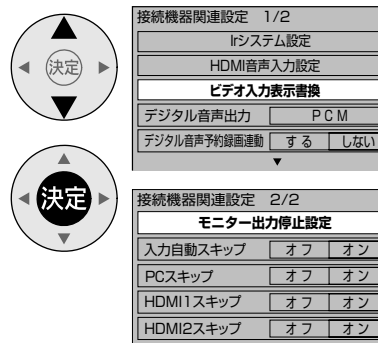 決定
接続機器関連設定 1/2
Irシステム設定
HDMI音声入力設定
ビデオ入力表示書換
デジタル音声出力 PCM
デジタル音声予約録画連動 する しない
決定
接続機器関連設定 2/2
モニター出力停止設定
入力自動スキップ オフ オン
PCスキップ オフ オン
HDMI1スキップ オフ オン
HDMI2スキップ オフ オン